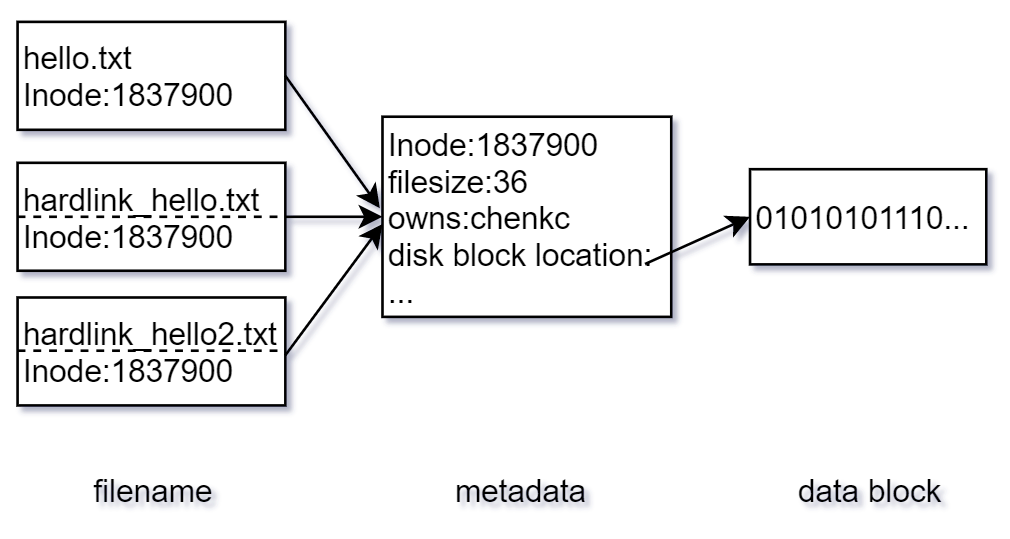 hello.txt
Inode:1837900
hardlink_hello.txt
Inode:1837900
hardlink_hello2.txt
Inode:1837900
Inode:1837900
filesize:36
owns:chenkc
disk block location:
...
01010101110...
filename
metadata
data block